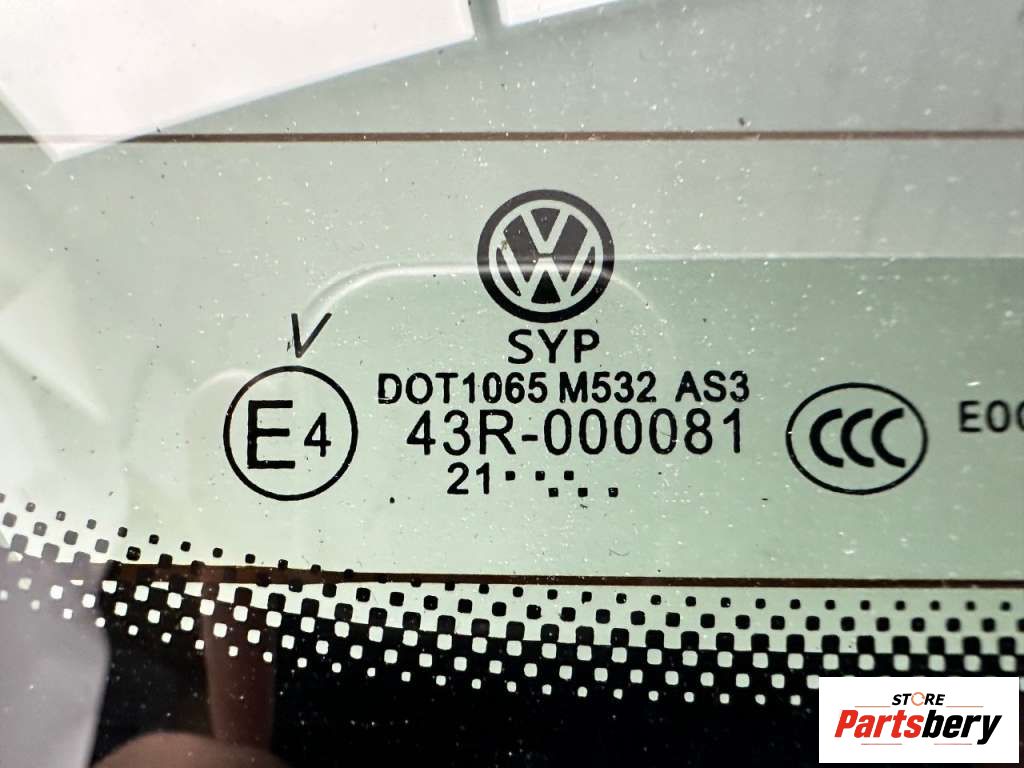 V
SYP
DOT1065 M532 AS3
E4
43R-000081
CCC
E00
21
STORE
Partsbery